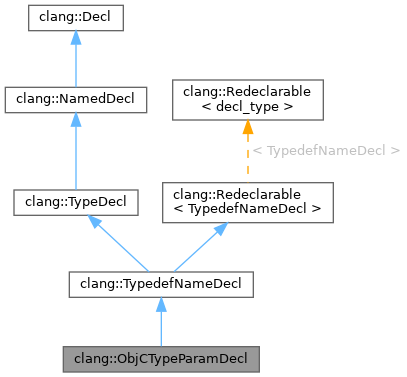 clang::Decl
clang::NamedDecl
clang::Redeclarable
< decl_type >
< TypedefNameDecl >
clang::TypeDecl
clang::Redeclarable
< TypedefNameDecl >
clang::TypedefNameDecl
clang::ObjCTypeParamDecl